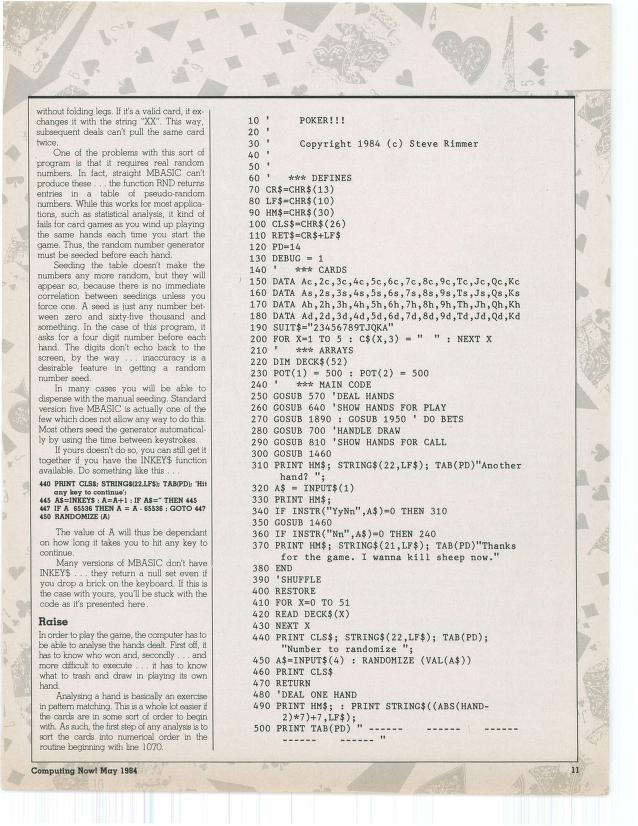 without folding legs. If it's a valid card, it ex-
changes it with the string "XX". This way,
subsequent deals can't pull the same card
twice.
One of the problems with this sort of
program is that it requires real random
numbers. In fact, straight MBASIC can't
produce these . . . the function RND returns
entries in a table of pseudo-random
numbers. While this works for most applica-
tions, such as statistical analysis, it kind of
fails for card games as you wind up playing
the same hands each time you start the
game. Thus, the random number generator
must be seeded before each hand.
Seeding the table doesn't make the
numbers any more random, but they will
appear so, because there is no immediate
correlation between seedings unless you
force one. A seed is just any number bet-
ween zero and sixty-five thousand and
something. In the case of this program, it
asks for a four digit number before each
hand. The digits don't echo back to the
screen, by the way . . . inaccuracy is a
desirable feature in getting a random
number seed.
In many cases you will be able to
dispense with the manual seeding. Standard
version five MBASIC is actually one of the
few which does not allow any way to do this.
Most others seed the generator automatical-
ly by using the time between keystrokes.
If yours doesn't do so, you can still get it
together if you have the INKEY$ function
available. Do something like this . . .
440 PRINT CLS$; STRING$(22,LF$); TAB(PD); 'Hit
any key to continue';
445 A$=INKEY$ : A=A+1 : IF A$='' THEN 445
447 IF A 65536 THEN A = A - 65536 : GOTO 447
450 RANDOMIZE (A)
The value of A will thus be dependant
on how long it takes you to hit any key to
continue.
Many versions of MBASIC don't have
INKEY$ . . . they return a null set even if
you drop a brick on the keyboard. If this is
the case with yours, you'll be stuck with the
code as it's presented here.
Raise
In order to play the game, the computer has to
be able to analyse the hands dealt. First off, it
has to know who won and, secondly . . . and
more difficult to execute . . . it has to know
what to trash and draw in playing its own
hand.
Analysing a hand is basically an exercise
in pattern matching. This is a whole lot easier if
the cards are in some sort of order to begin
with. As such, the first step of any analysis is to
sort the cards into numerical order in the
routine beginning with line 1070.
10 ' POKER!!!
20 '
30 ' Copyright 1984 (c) Steve Rimmer
40 '
50 '
60 ' *** DEFINES
70 CR$=CHR$(13)
80 LF$=CHR$(10)
90 HM$=CHR$(30)
100 CLS$=CHR$(26)
110 RET$=CR$+LF$
120 PD=14
130 DEBUG = 1
140 ' *** CARDS
150 DATA Ac,2c,3c,4c,5c,6c,7c,8c,9c,Tc,Jc,Qc,Kc
160 DATA As,2s,3s,4s,5s,6s,7s,8s,9s,Ts,Js,Qs,Ks
170 DATA Ah,2h,3h,4h,5h,6h,7h,8h,9h,Th,Jh,Qh,Kh
180 DATA Ad,2d,3d,4d,5d,6d,7d,8d,9d,Td,Jd,Qd,Kd
190 SUIT$="23456789TJQKA"
200 FOR X=1 TO 5 : C$(X,3) = "  " : NEXT X
210 ' *** ARRAYS
220 DIM DECK$(52)
230 POT(1) = 500 : POT(2) = 500
240 ' *** MAIN CODE
250 GOSUB 570 'DEAL HANDS
260 GOSUB 640 'SHOW HANDS FOR PLAY
270 GOSUB 1890 : GOSUB 1950 ' DO BETS
280 GOSUB 700 'HANDLE DRAW
290 GOSUB 810 'SHOW HANDS FOR CALL
300 GOSUB 1460
310 PRINT HM$; STRING$(22,LF$); TAB(PD)"Another
hand? ";
320 A$ = INPUT$(1)
330 PRINT HM$;
340 IF INSTR("YyNn",A$)=0 THEN 310
350 GOSUB 1460
360 IF INSTR("Nn",A$)=0 THEN 240
370 PRINT HM$; STRING$(21,LF$); TAB(PD)"Thanks
for the game. I wanna kill sheep now."
380 END
390 'SHUFFLE
400 RESTORE
410 FOR X=0 TO 51
420 READ DECK$(X)
430 NEXT X
440 PRINT CLS$; STRING$(22,LF$); TAB(PD);
"Number to randomize ";
450 A$=INPUT$(4) : RANDOMIZE (VAL(A$))
460 PRINT CLS$
470 RETURN
480 'DEAL ONE HAND
490 PRINT HM$; : PRINT STRING$((ABS(HAND-
2)*7)+7,LF$);
500 PRINT TAB(PD) " ------ ------ ------
------ ------ "
Computing Now! May 1984
11